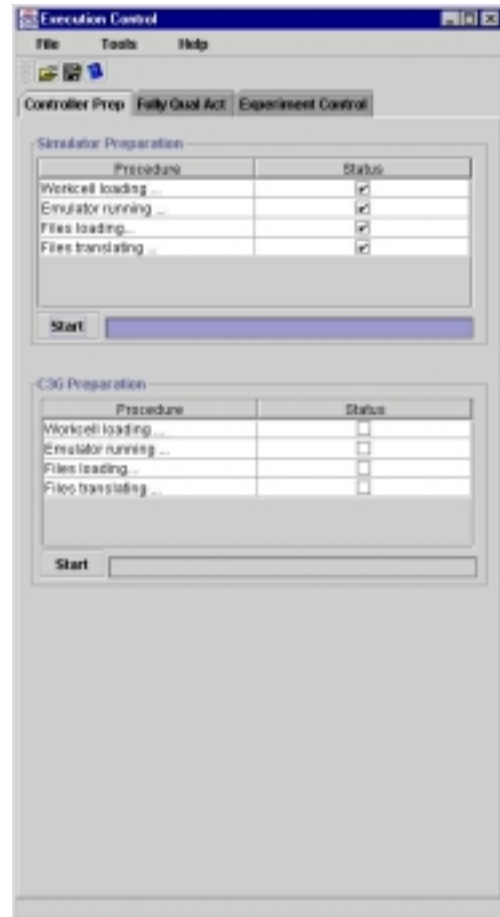 Execution Control
File Tools Help
Controller Prep Fully Qual Act Experiment Control
Simulator Preparation
Procedure Status
Workcell loading ...
Emulator running ...
Files loading...
Files translating ...
Start
C3G Preparation
Procedure Status
Workcell loading ...
Emulator running ...
Files loading...
Files translating ...
Start